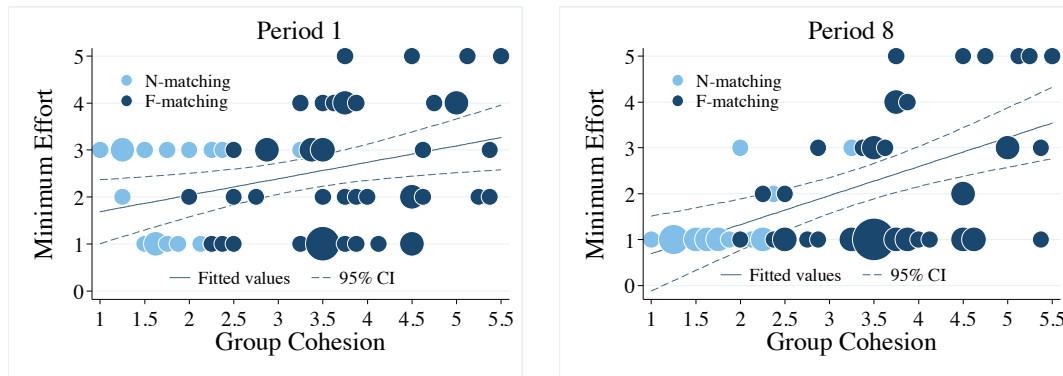 Period 1
Minimum Effort
5
4
3
2
1
0
N-matching
F-matching
Fitted values
95% CI
1 1.5 2 2.5 3 3.5 4 4.5 5 5.5
Group Cohesion
Period 8
Minimum Effort
5
4
3
2
1
0
N-matching
F-matching
Fitted values
95% CI
1 1.5 2 2.5 3 3.5 4 4.5 5 5.5
Group Cohesion